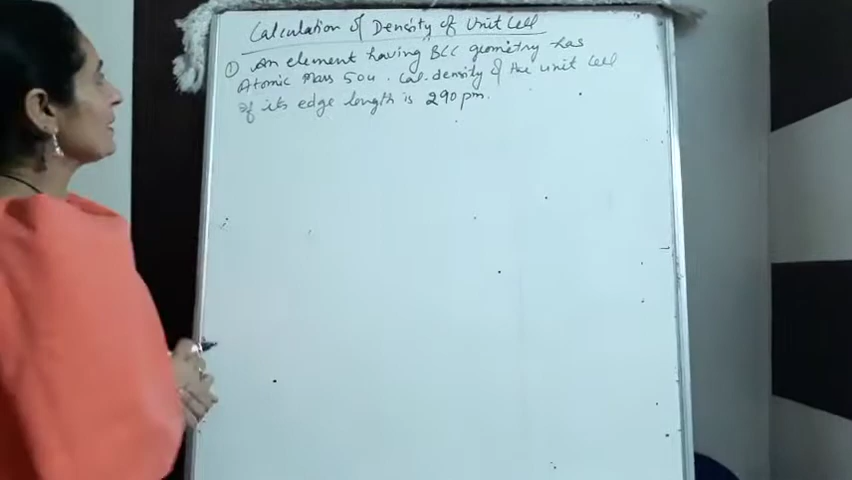 Calculation of Density of Unit Cell
① An element having BCC geometry has
Atomic Mass 50u. Cal. density of the unit cell
if its edge length is 290 pm.